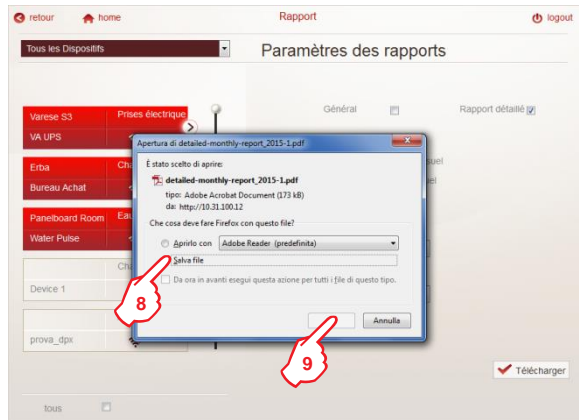 retour
home
Rapport
logout
Tous les Dispositifs
Paramètres des rapports
Général
Rapport détaillé
Varese S3
Prises électrique
VA UPS
Erba
Bureau Achat
Panelboard Room
Water Pulse
Device 1
prova_dpx
Apertura di detailed-monthly-report_2015-1.pdf
È stato scelto di aprire:
detailed-monthly-report_2015-1.pdf
tipo: Adobe Acrobat Document (173 kB)
da: http://10.31.100.12
Che cosa deve fare Firefox con questo file?
Aprirlo con Adobe Reader (predefinita)
Salva file
Da ora in avanti esegui questa azione per tutti i file di questo tipo.
Annulla
8
9
Télécharger
tous